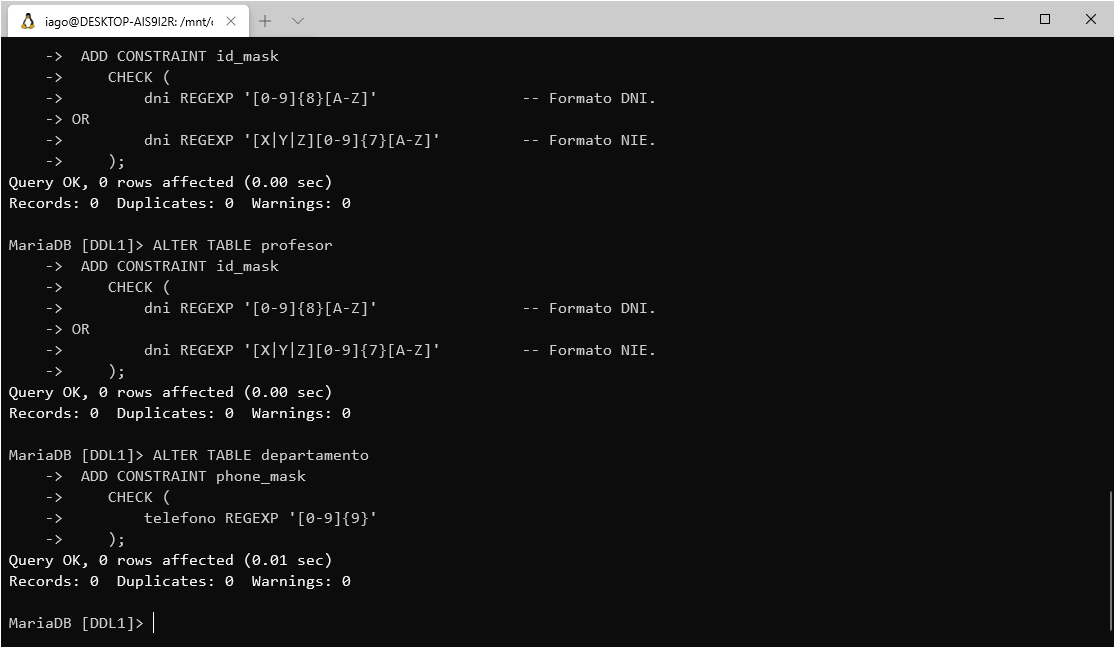 iago@DESKTOP-AIS9I2R: /mnt/c
    ->  ADD CONSTRAINT id_mask
    ->     CHECK (
    ->         dni REGEXP '[0-9]{8}[A-Z]'                -- Formato DNI.
    -> OR
    ->         dni REGEXP '[X|Y|Z][0-9]{7}[A-Z]'         -- Formato NIE.
    ->     );
Query OK, 0 rows affected (0.00 sec)
Records: 0  Duplicates: 0  Warnings: 0

MariaDB [DDL1]> ALTER TABLE profesor
    ->  ADD CONSTRAINT id_mask
    ->     CHECK (
    ->         dni REGEXP '[0-9]{8}[A-Z]'                -- Formato DNI.
    -> OR
    ->         dni REGEXP '[X|Y|Z][0-9]{7}[A-Z]'         -- Formato NIE.
    ->     );
Query OK, 0 rows affected (0.00 sec)
Records: 0  Duplicates: 0  Warnings: 0

MariaDB [DDL1]> ALTER TABLE departamento
    ->  ADD CONSTRAINT phone_mask
    ->     CHECK (
    ->         telefono REGEXP '[0-9]{9}'
    ->     );
Query OK, 0 rows affected (0.01 sec)
Records: 0  Duplicates: 0  Warnings: 0

MariaDB [DDL1]>